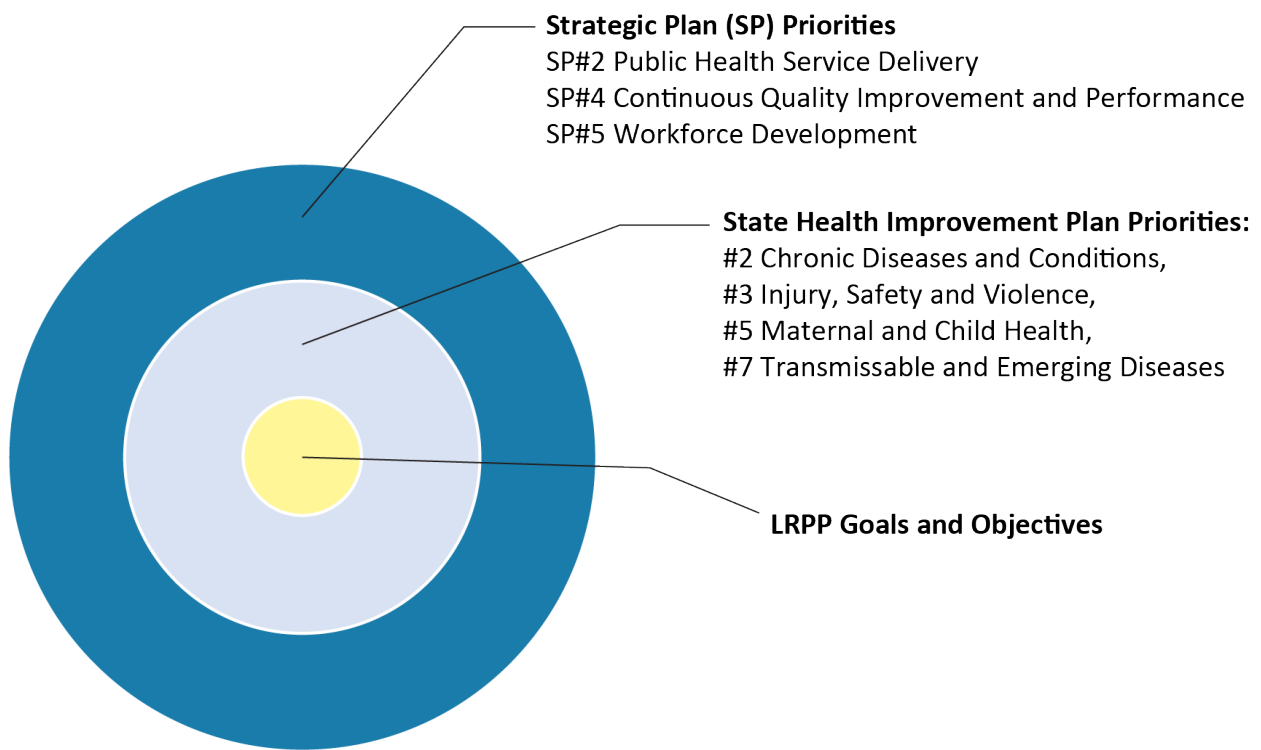 Strategic Plan (SP) Priorities
SP#2 Public Health Service Delivery
SP#4 Continuous Quality Improvement and Performance
SP#5 Workforce Development
State Health Improvement Plan Priorities:
#2 Chronic Diseases and Conditions,
#3 Injury, Safety and Violence,
#5 Maternal and Child Health,
#7 Transmissable and Emerging Diseases
LRPP Goals and Objectives